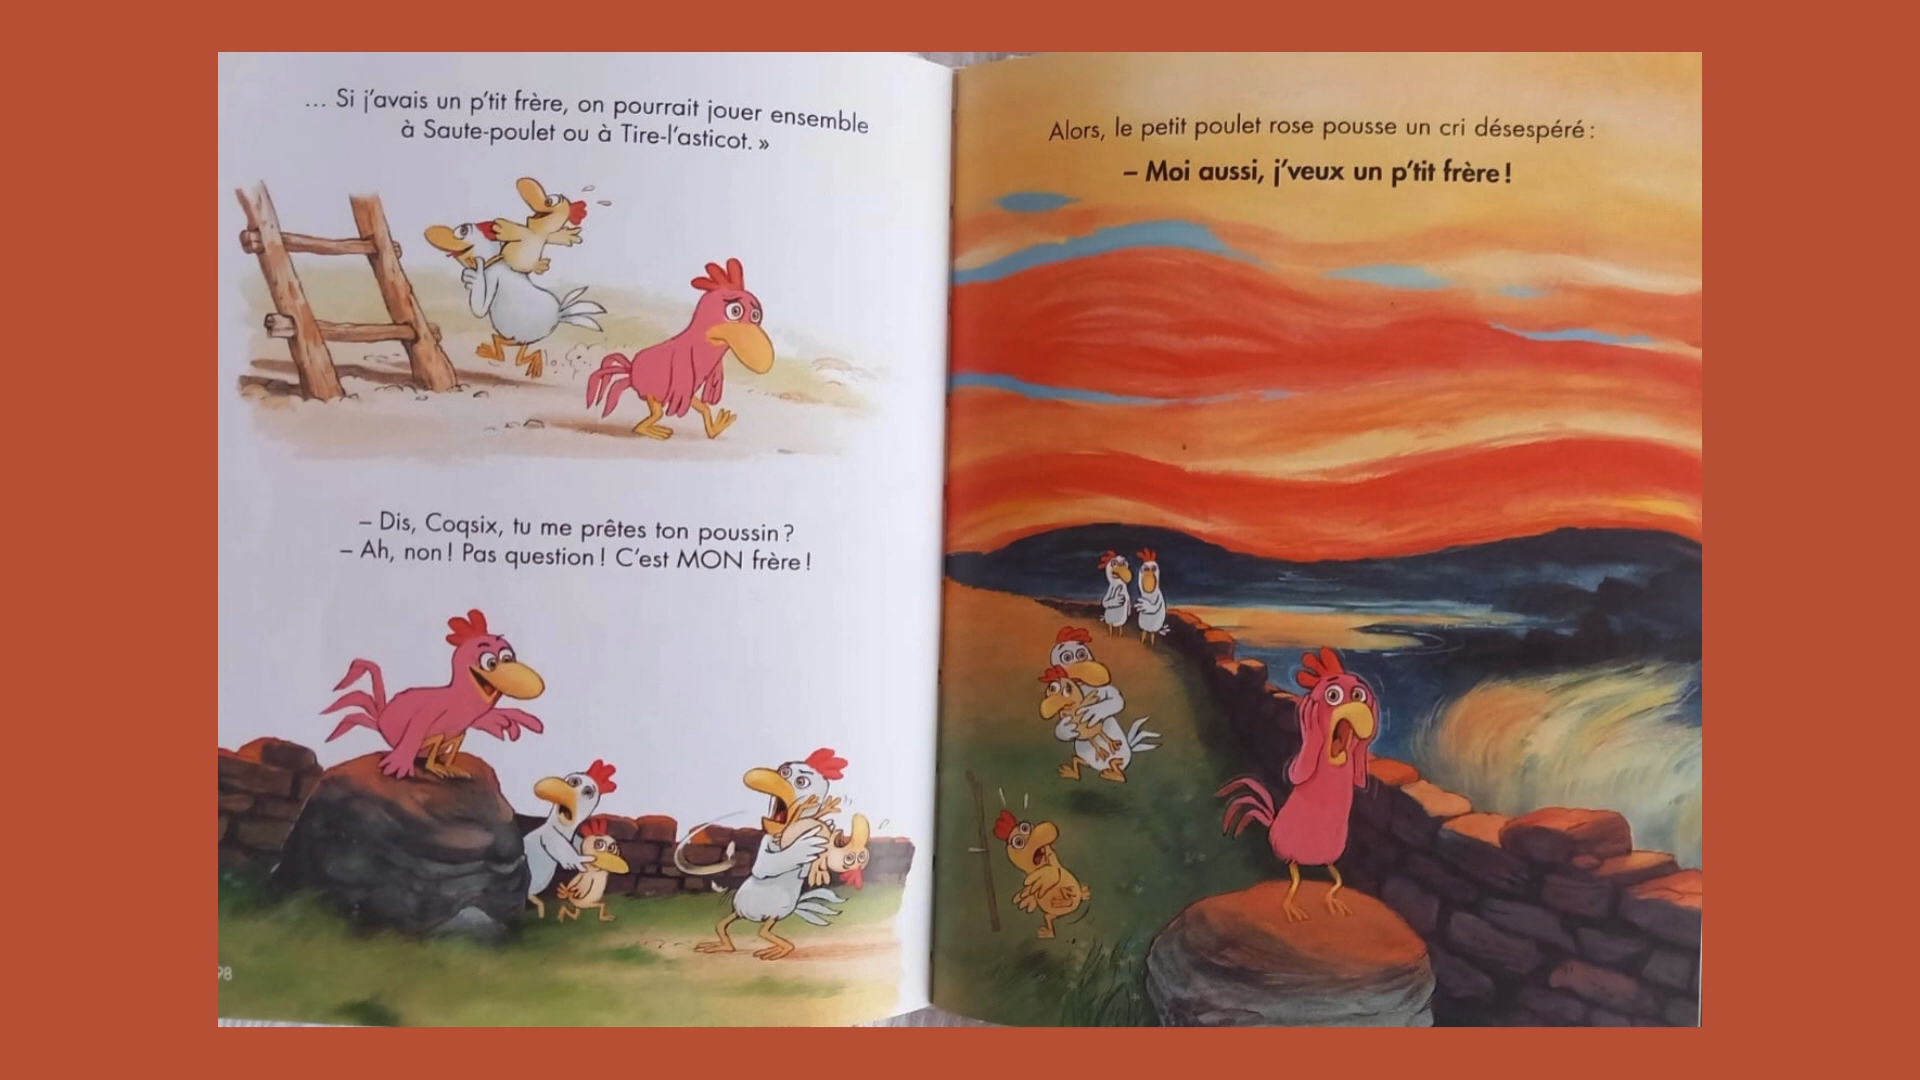 ... Si j'avais un p'tit frère, on pourrait jouer ensemble
à Saute-poulet ou à Tire-l'asticot. »
– Dis, Coqsix, tu me prêtes ton poussin ?
– Ah, non ! Pas question ! C'est MON frère !
98
Alors, le petit poulet rose pousse un cri désespéré :
– Moi aussi, j'veux un p'tit frère !